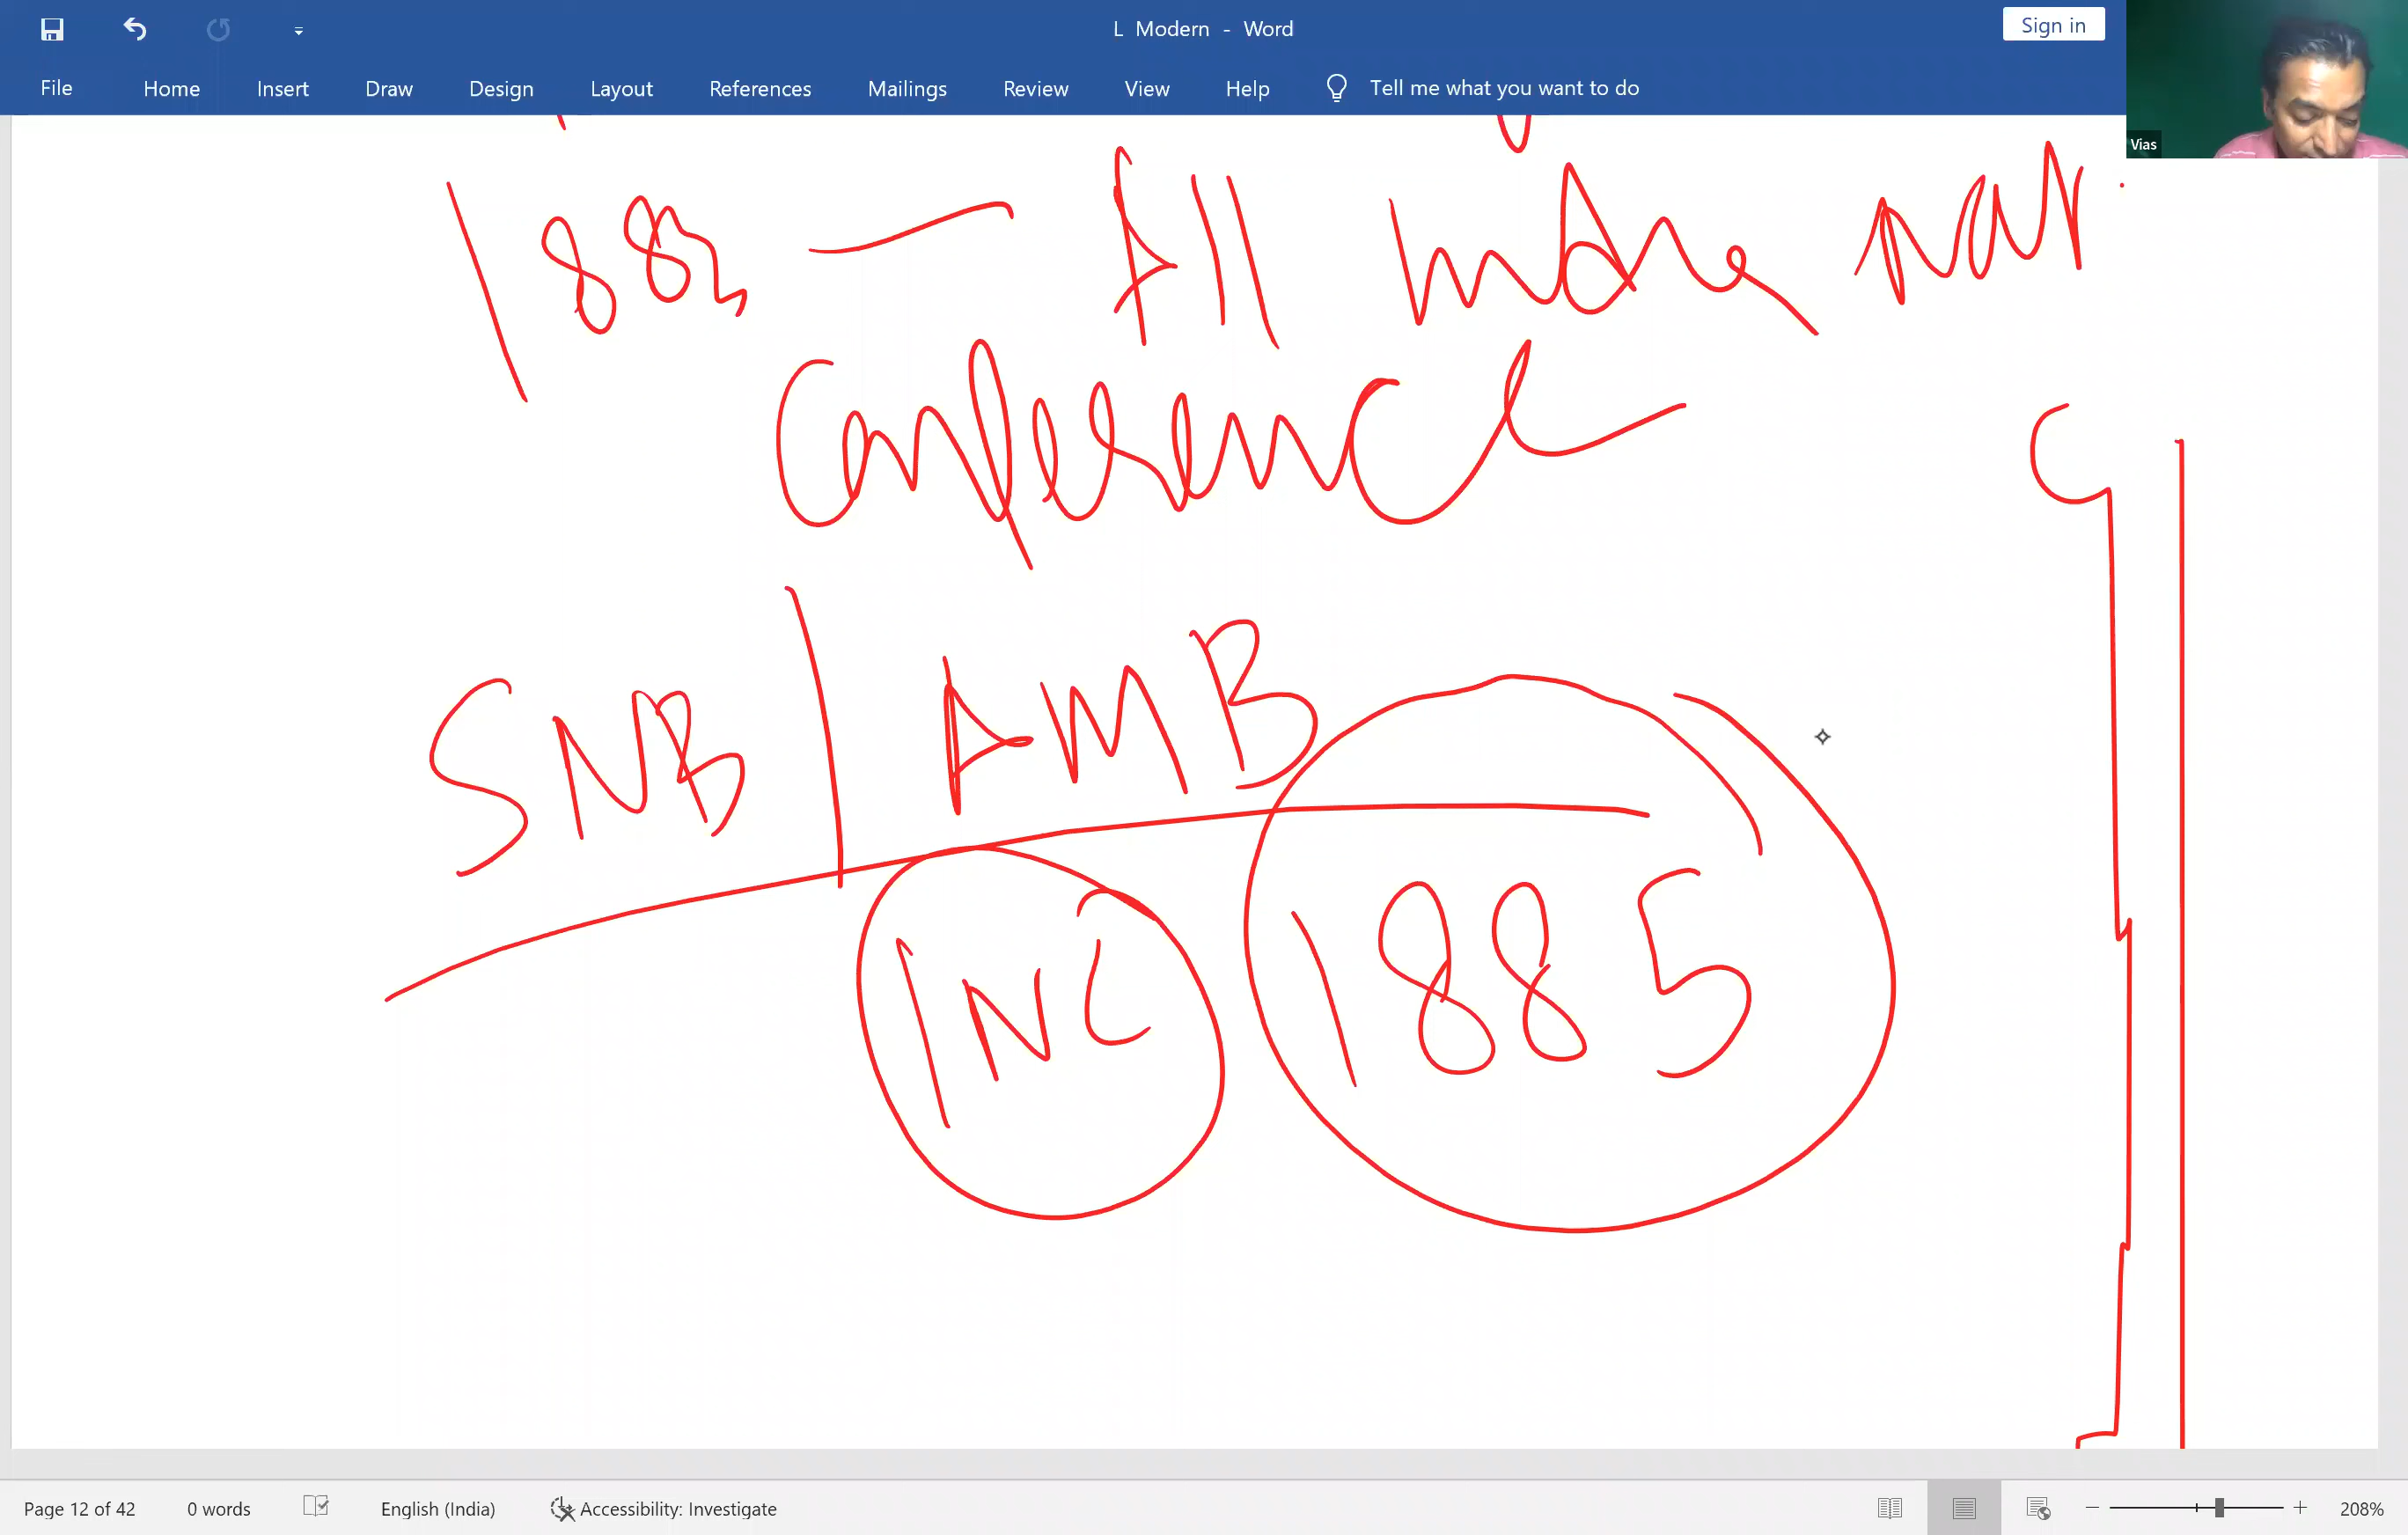 L Modern - Word
Sign in
File Home Insert Draw Design Layout References Mailings Review View Help Tell me what you want to do
Vias
1883 — All India Nat.
Conference
SNB | AMB
INC 1885
Page 12 of 42 0 words English (India) Accessibility: Investigate 208%